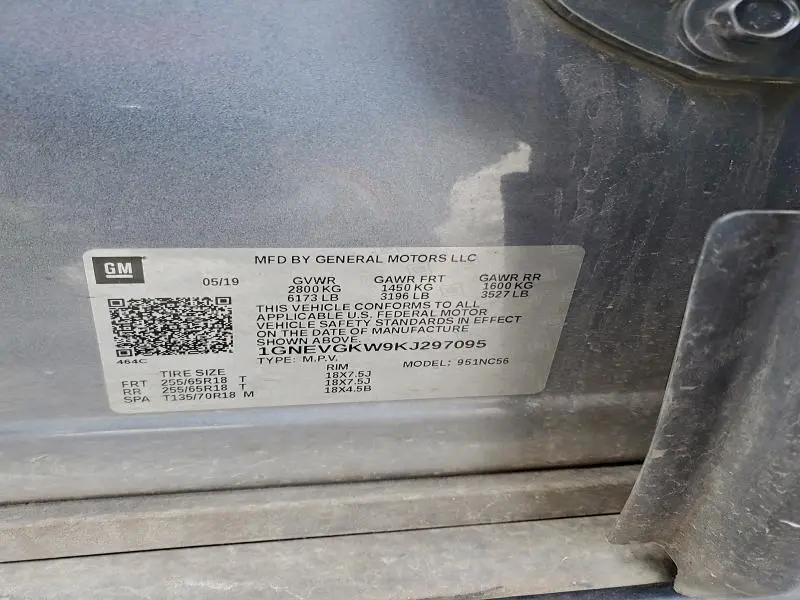 GM
MFD BY GENERAL MOTORS LLC
05/19 GVWR GAWR FRT GAWR RR
2800 KG 1450 KG 1600 KG
6173 LB 3196 LB 3527 LB
THIS VEHICLE CONFORMS TO ALL
APPLICABLE U.S. FEDERAL MOTOR
VEHICLE SAFETY STANDARDS IN EFFECT
ON THE DATE OF MANUFACTURE
SHOWN ABOVE.
464C
1GNEVGKW9KJ297095
TYPE: M.P.V. MODEL: 951NC56
TIRE SIZE RIM
FRT 255/65R18 T 18X7.5J
RR 255/65R18 T 18X7.5J
SPA T135/70R18 M 18X4.5B